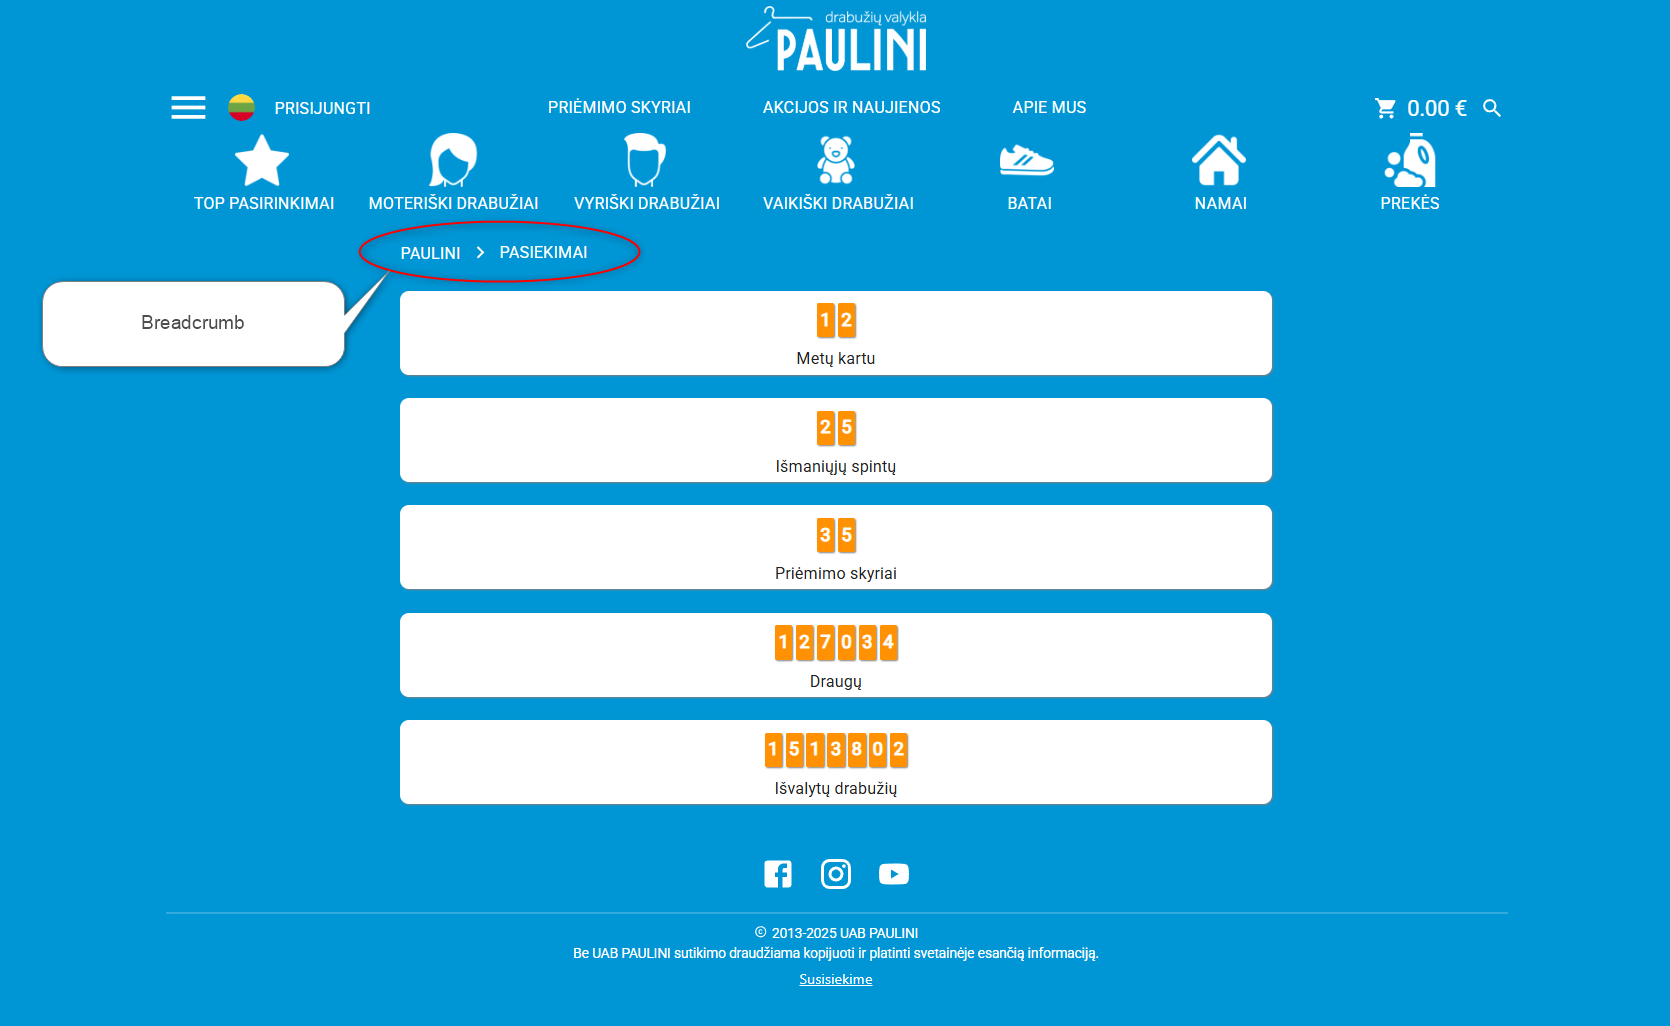 drabužių valykla
PAULINI
PRISIJUNGTI
PRIĖMIMO SKYRIAI
AKCIJOS IR NAUJIENOS
APIE MUS
0.00 €
TOP PASIRINKIMAI
MOTERIŠKI DRABUŽIAI
VYRIŠKI DRABUŽIAI
VAIKIŠKI DRABUŽIAI
BATAI
NAMAI
PREKĖS
PAULINI > PASIEKIMAI
Breadcrumb
12
Metų kartu
25
Išmaniųjų spintų
35
Priėmimo skyriai
127034
Draugų
1513802
Išvalytų drabužių
© 2013-2025 UAB PAULINI
Be UAB PAULINI sutikimo draudžiama kopijuoti ir platinti svetainėje esančią informaciją.
Susisiekime